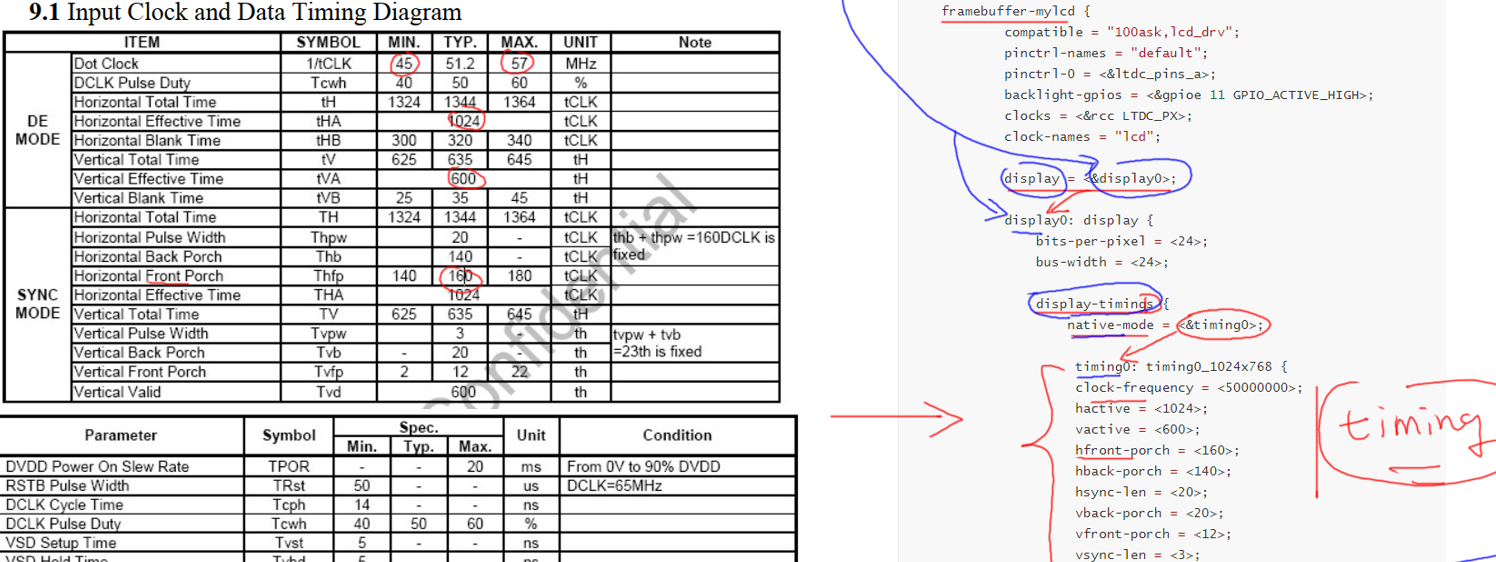 9.1 Input Clock and Data Timing Diagram
ITEM SYMBOL MIN. TYP. MAX. UNIT Note
DE MODE
Dot Clock 1/tCLK 45 51.2 57 MHz
DCLK Pulse Duty Tcwh 40 50 60 %
Horizontal Total Time tH 1324 1344 1364 tCLK
Horizontal Effective Time tHA 1024 tCLK
Horizontal Blank Time tHB 300 320 340 tCLK
Vertical Total Time tV 625 635 645 tH
Vertical Effective Time tVA 600 tH
Vertical Blank Time tVB 25 35 45 tH
SYNC MODE
Horizontal Total Time TH 1324 1344 1364 tCLK
Horizontal Pulse Width Thpw 20 - tCLK thb + thpw =160DCLK is
Horizontal Back Porch Thb 140 - tCLK fixed
Horizontal Front Porch Thfp 140 160 180 tCLK
Horizontal Effective Time THA 1024 tCLK
Vertical Total Time TV 625 635 645 tH
Vertical Pulse Width Tvpw 3 - th tvpw + tvb
Vertical Back Porch Tvb - 20 - th =23th is fixed
Vertical Front Porch Tvfp 2 12 22 th
Vertical Valid Tvd 600 th
Confidential
Parameter Symbol Spec. Unit Condition
Min. Typ. Max.
DVDD Power On Slew Rate TPOR - - 20 ms From 0V to 90% DVDD
RSTB Pulse Width TRst 50 - - us DCLK=65MHz
DCLK Cycle Time Tcph 14 - - ns
DCLK Pulse Duty Tcwh 40 50 60 %
VSD Setup Time Tvst 5 - - ns
VSD Hold Time Tvhd 5 - - ns
framebuffer-mylcd {
compatible = "100ask,lcd_drv";
pinctrl-names = "default";
pinctrl-0 = <&ltdc_pins_a>;
backlight-gpios = <&gpioe 11 GPIO_ACTIVE_HIGH>;
clocks = <&rcc LTDC_PX>;
clock-names = "lcd";
display = <&display0>;
display0: display {
bits-per-pixel = <24>;
bus-width = <24>;
display-timings {
native-mode = <&timing0>;
timing0: timing0_1024x768 {
clock-frequency = <50000000>;
hactive = <1024>;
vactive = <600>;
hfront-porch = <160>;
hback-porch = <140>;
hsync-len = <20>;
vback-porch = <20>;
vfront-porch = <12>;
vsync-len = <3>;
timing